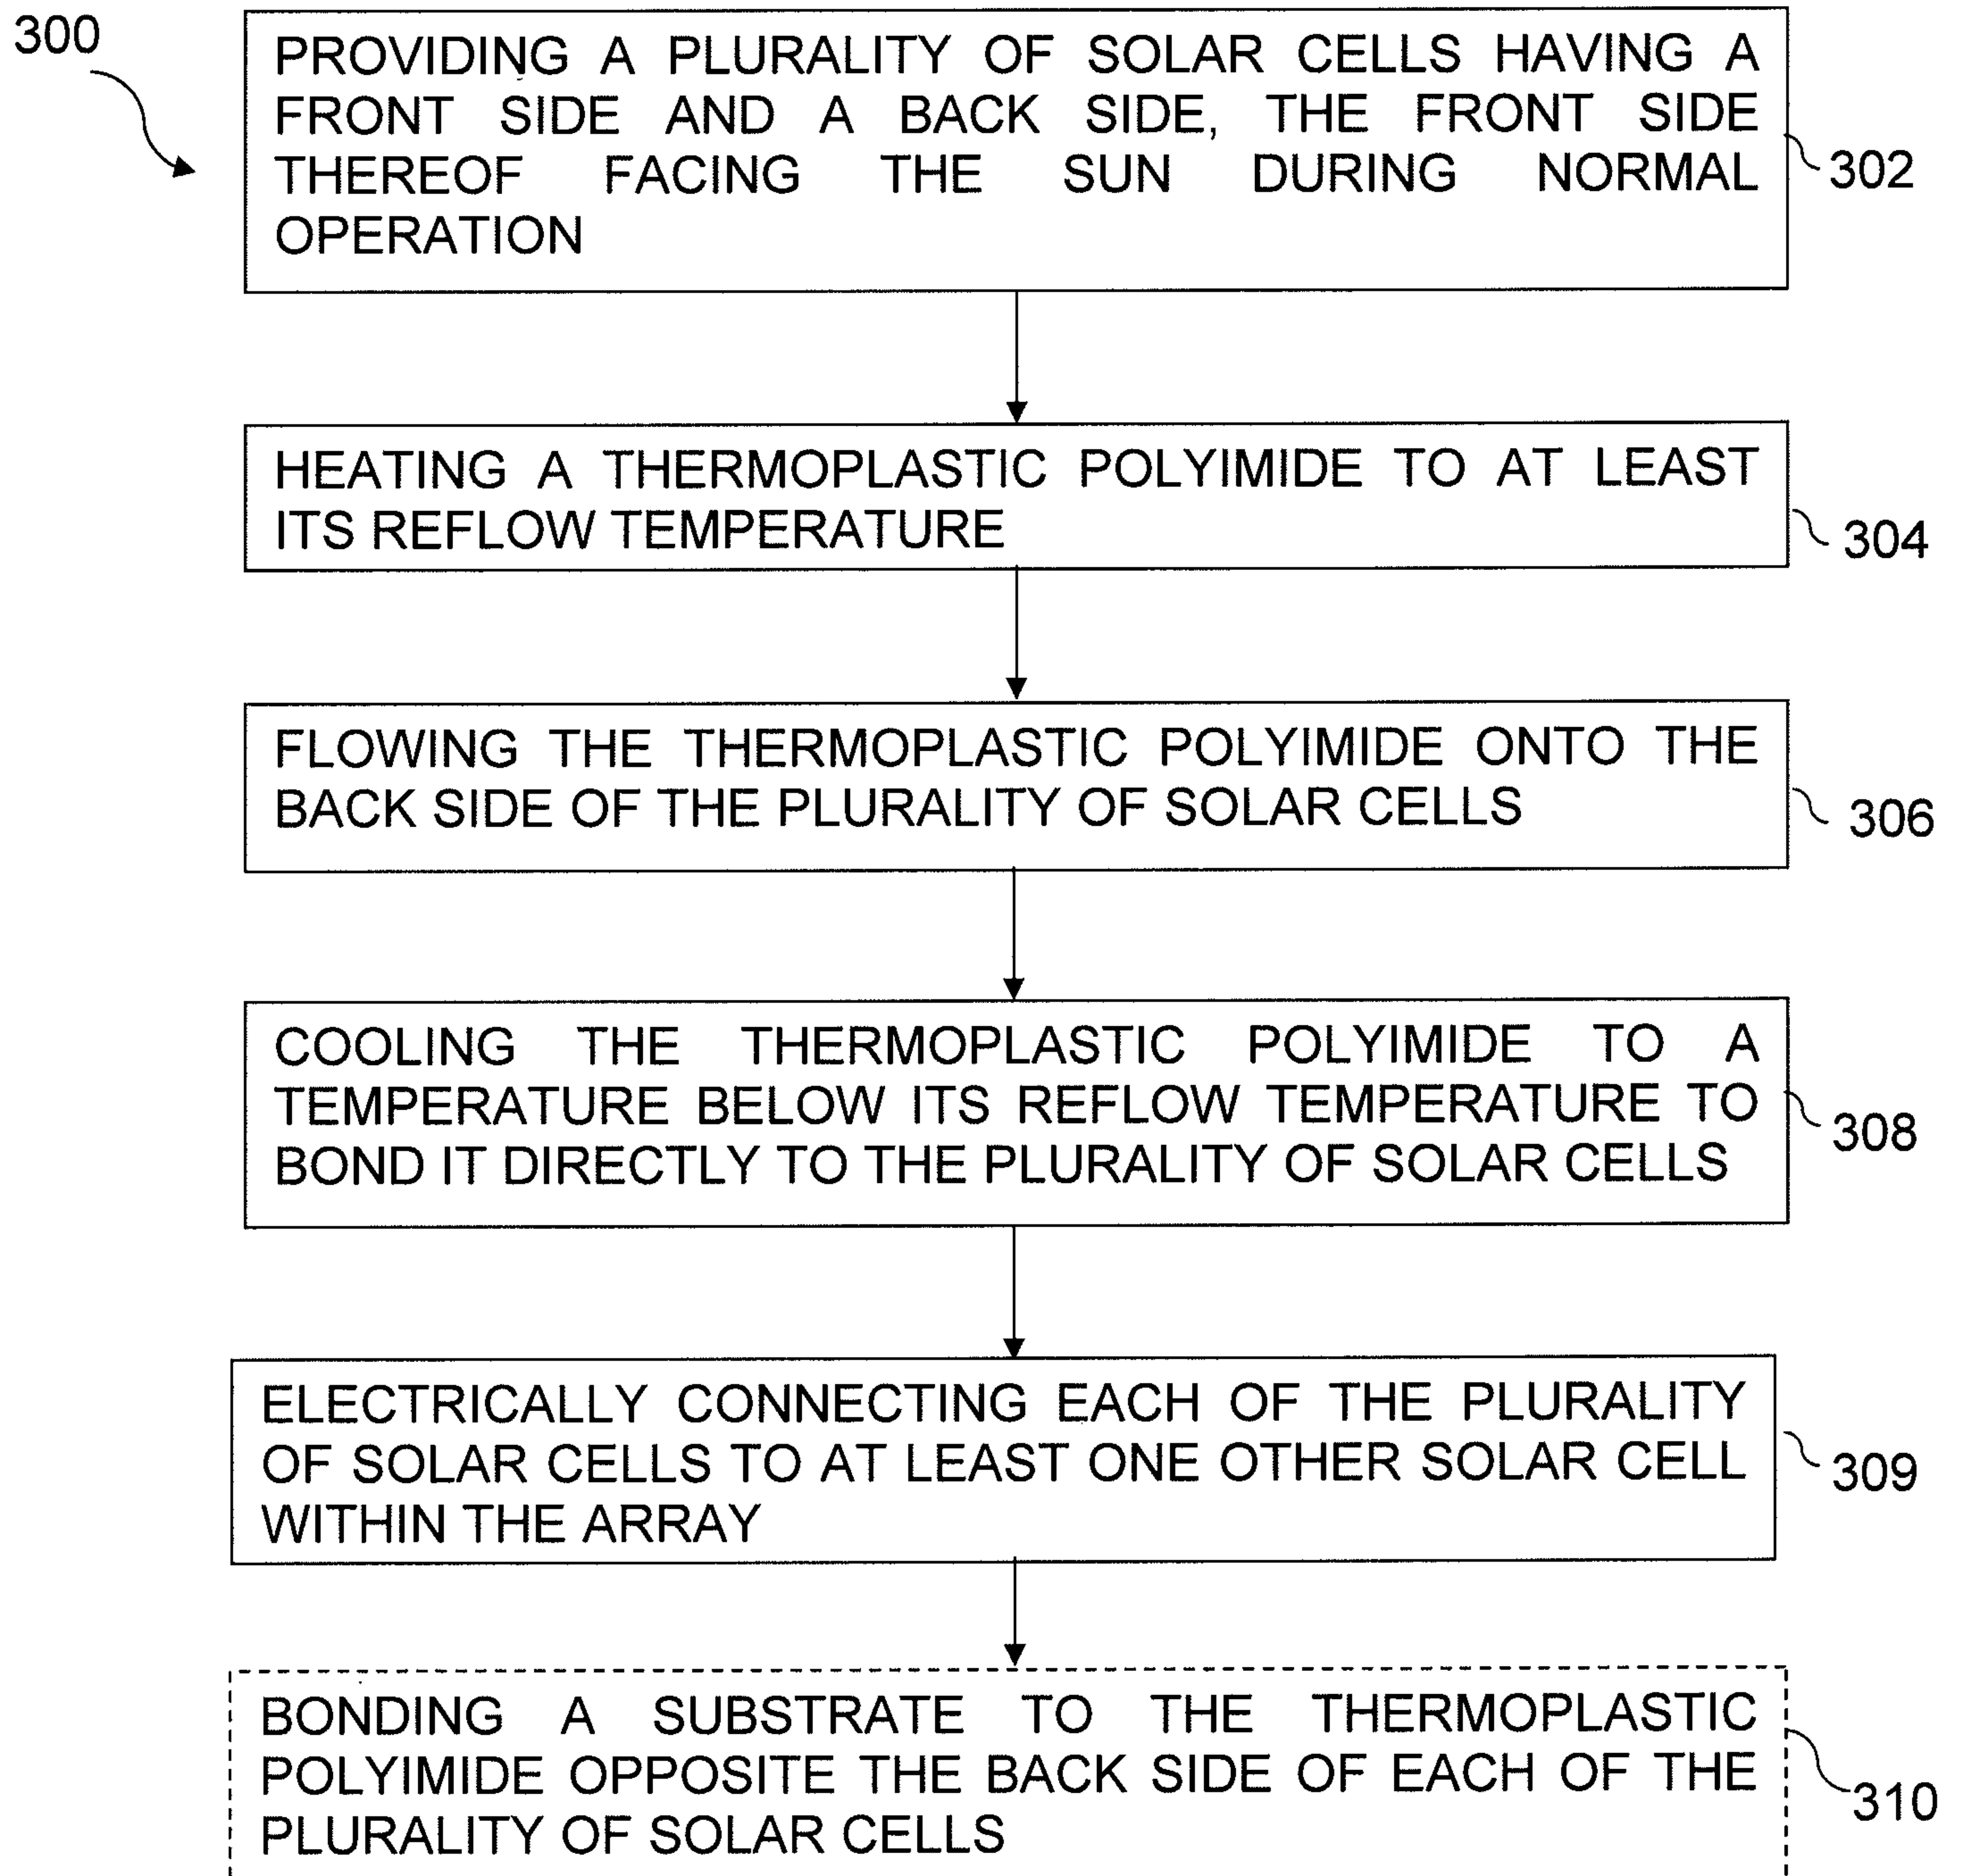 300
PROVIDING A PLURALITY OF SOLAR CELLS HAVING A
FRONT SIDE AND A BACK SIDE, THE FRONT SIDE
THEREOF FACING THE SUN DURING NORMAL
OPERATION
302
HEATING A THERMOPLASTIC POLYIMIDE TO AT LEAST
ITS REFLOW TEMPERATURE
304
FLOWING THE THERMOPLASTIC POLYIMIDE ONTO THE
BACK SIDE OF THE PLURALITY OF SOLAR CELLS
306
COOLING THE THERMOPLASTIC POLYIMIDE TO A
TEMPERATURE BELOW ITS REFLOW TEMPERATURE TO
BOND IT DIRECTLY TO THE PLURALITY OF SOLAR CELLS
308
ELECTRICALLY CONNECTING EACH OF THE PLURALITY
OF SOLAR CELLS TO AT LEAST ONE OTHER SOLAR CELL
WITHIN THE ARRAY
309
BONDING A SUBSTRATE TO THE THERMOPLASTIC
POLYIMIDE OPPOSITE THE BACK SIDE OF EACH OF THE
PLURALITY OF SOLAR CELLS
310